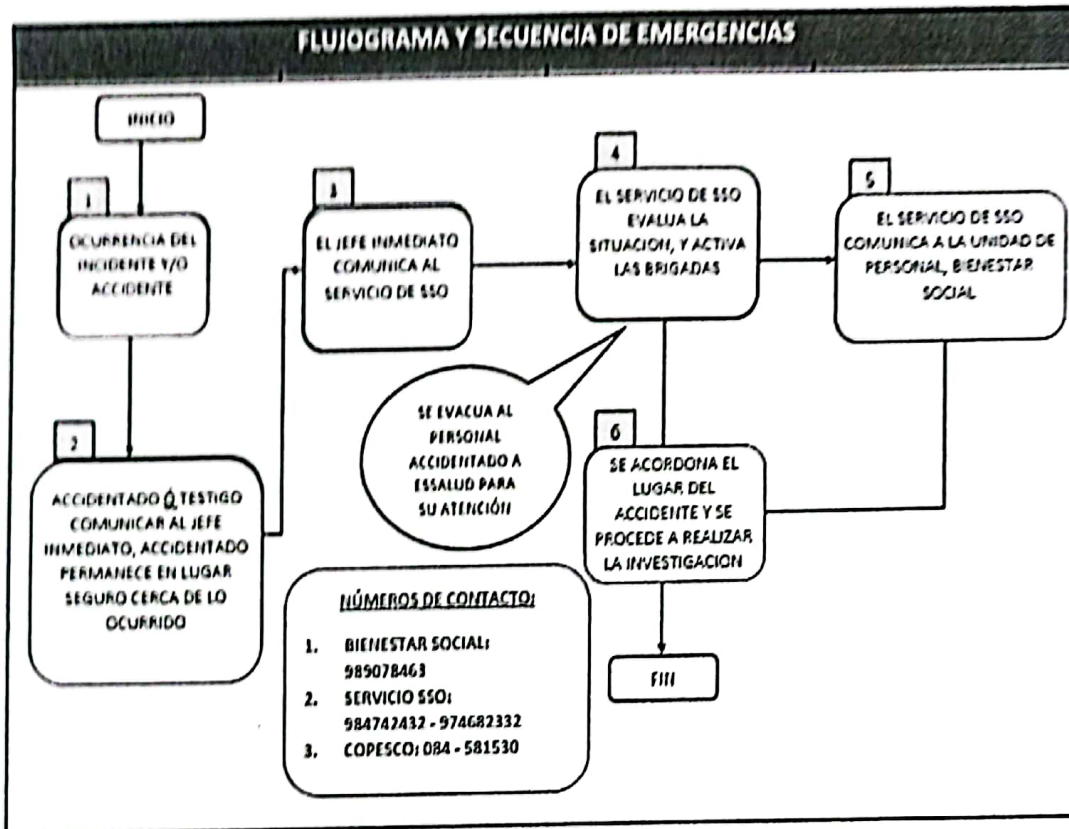 FLUJOGRAMA Y SECUENCIA DE EMERGENCIAS
INICIO
1
OCURRENCIA DEL
INCIDENTE Y/O
ACCIDENTE
2
ACCIDENTADO Ó TESTIGO
COMUNICAR AL JEFE
INMEDIATO, ACCIDENTADO
PERMANECE EN LUGAR
SEGURO CERCA DE LO
OCURRIDO
3
EL JEFE INMEDIATO
COMUNICA AL
SERVICIO DE SSO
4
EL SERVICIO DE SSO
EVALUA LA
SITUACION, Y ACTIVA
LAS BRIGADAS
SE EVACUA AL
PERSONAL
ACCIDENTADO A
ESSALUD PARA
SU ATENCIÓN
5
EL SERVICIO DE SSO
COMUNICA A LA UNIDAD DE
PERSONAL, BIENESTAR
SOCIAL
6
SE ACORDONA EL
LUGAR DEL
ACCIDENTE Y SE
PROCEDE A REALIZAR
LA INVESTIGACION
FIN
NÚMEROS DE CONTACTO:
1. BIENESTAR SOCIAL:
989078463
2. SERVICIO SSO:
984742432 - 974682332
3. COPESCO: 084 - 581530